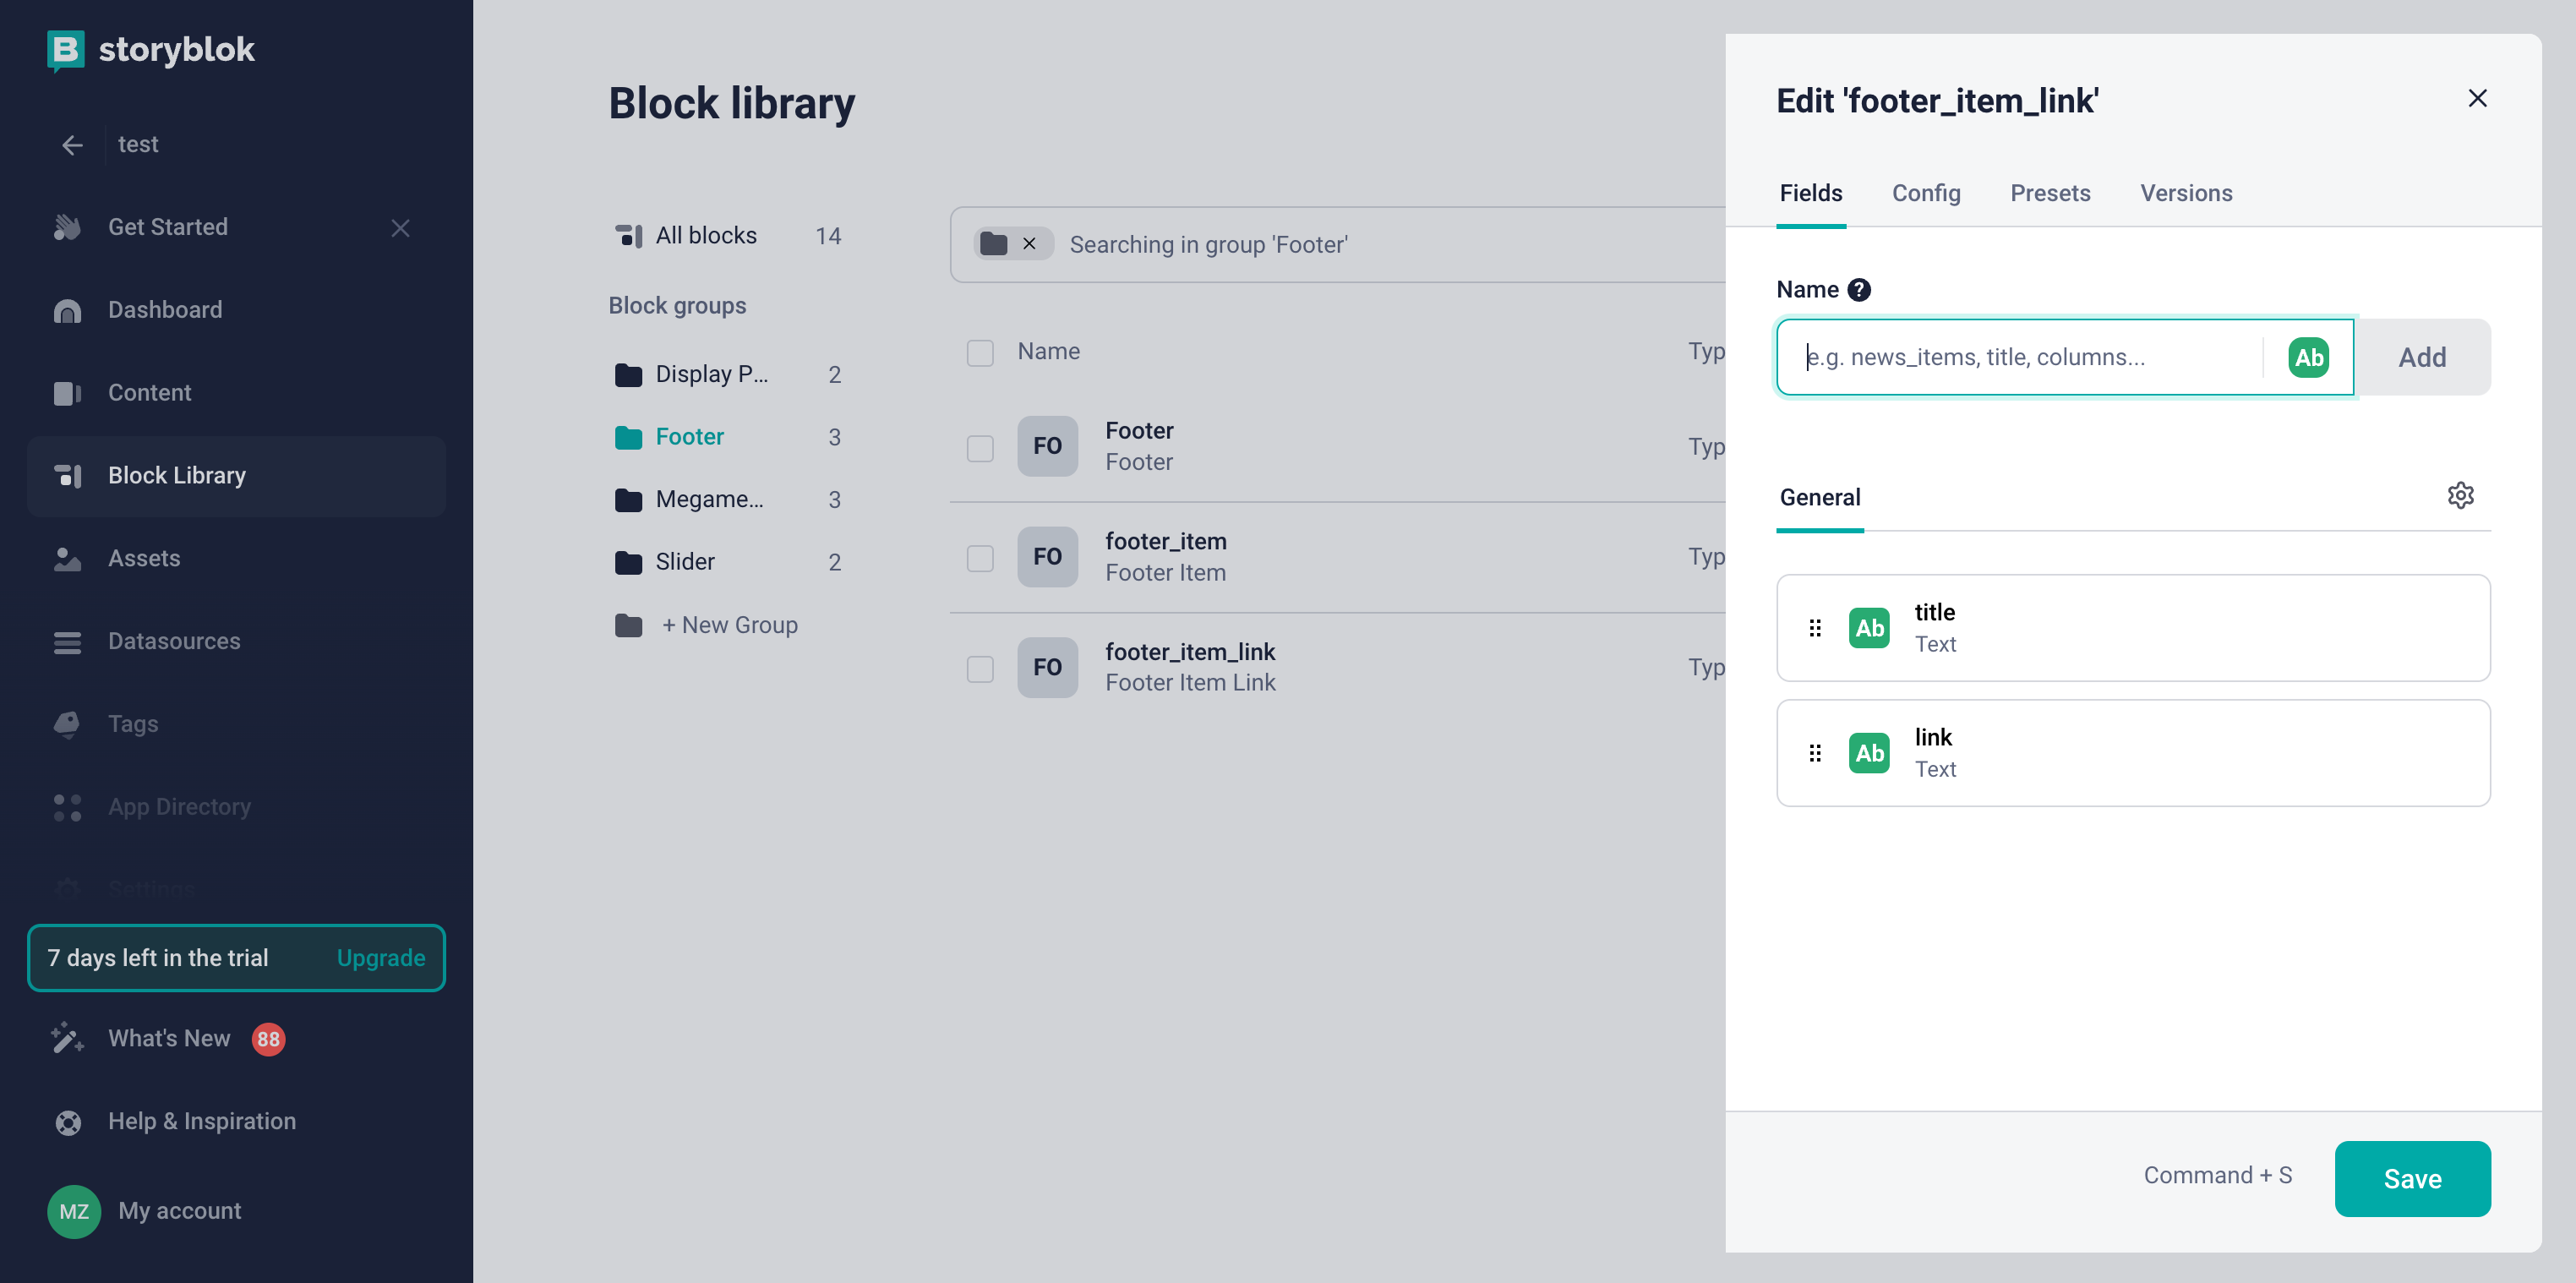 storyblok
test
Get Started
Dashboard
Content
Block Library
Assets
Datasources
Tags
App Directory
Settings
7 days left in the trial Upgrade
What's New 88
Help & Inspiration
MZ My account
Block library
All blocks 14
Block groups
Display P... 2
Footer 3
Megame... 3
Slider 2
+ New Group
Searching in group 'Footer'
Name Typ
FO Footer Typ
Footer
FO footer_item Typ
Footer Item
FO footer_item_link Typ
Footer Item Link
Edit 'footer_item_link'
Fields Config Presets Versions
Name ?
e.g. news_items, title, columns... Ab Add
General
Ab title
Text
Ab link
Text
Command + S Save